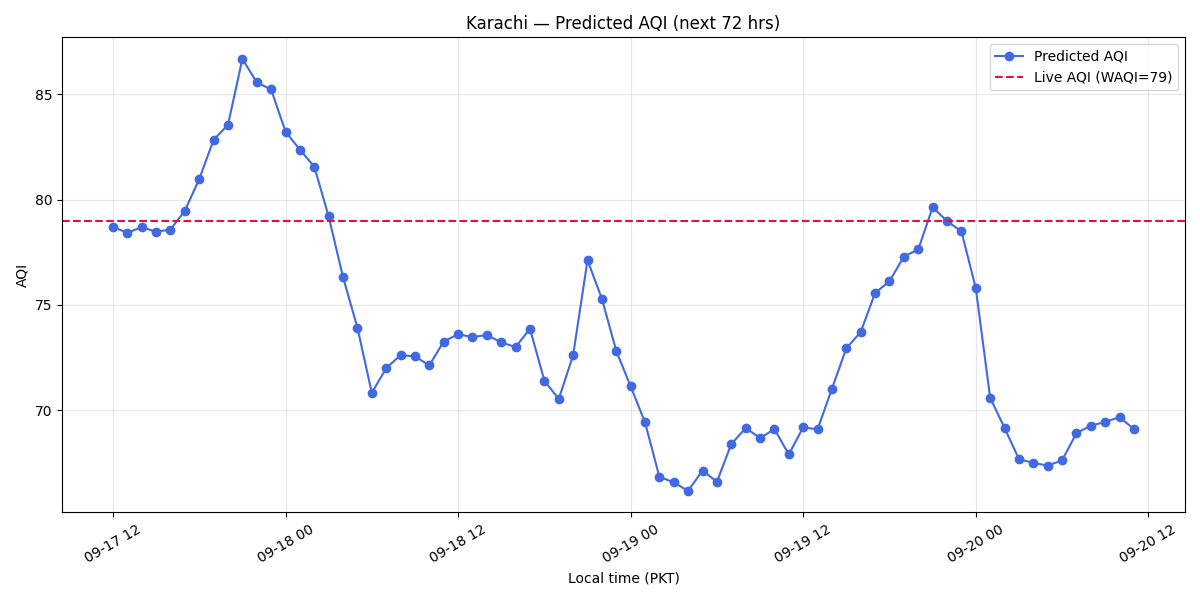 Karachi — Predicted AQI (next 72 hrs)
Predicted AQI
Live AQI (WAQI=79)
AQI
85
80
75
70
09-17 12
09-18 00
09-18 12
09-19 00
09-19 12
09-20 00
09-20 12
Local time (PKT)